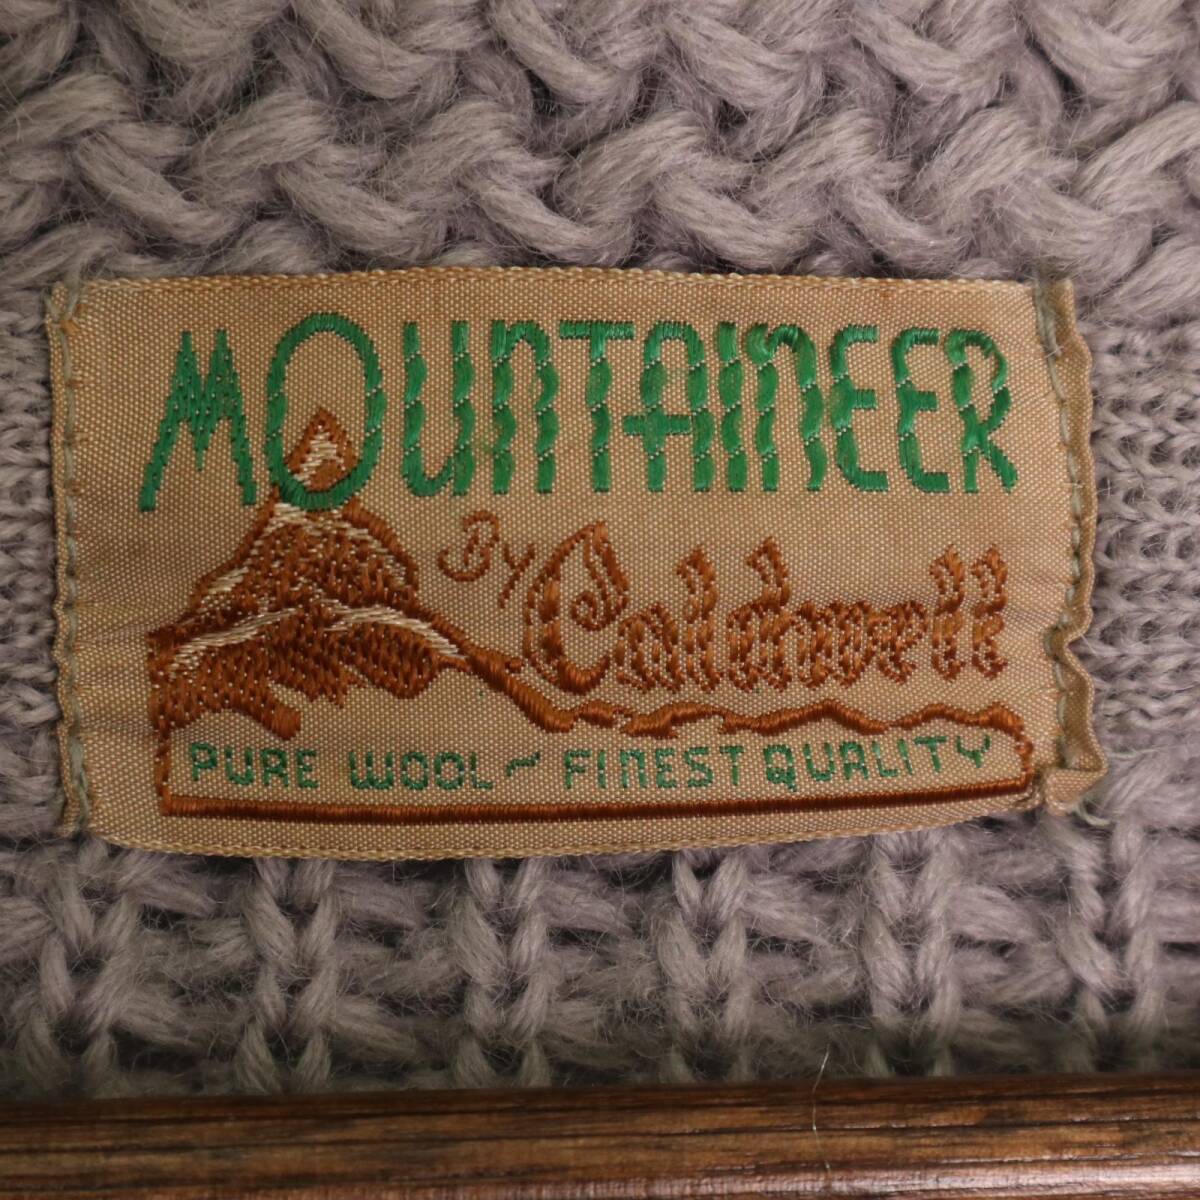 MOUNTAINEER
By Caldwell
PURE WOOL ~ FINEST QUALITY